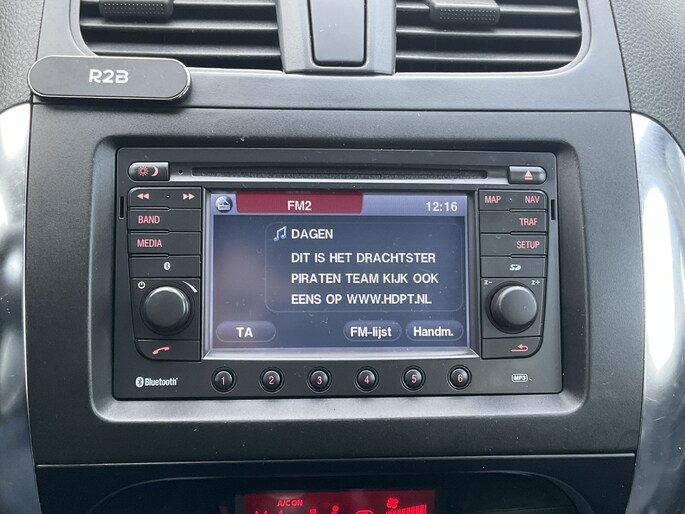 R2B
FM2
12:16
MAP
NAV
BAND
TRAF
MEDIA
SETUP
DAGEN
DIT IS HET DRACHTSTER
PIRATEN TEAM KIJK OOK
EENS OP WWW.HDPT.NL
z-
z+
TA
FM-lijst
Handm.
Bluetooth
1
2
3
4
5
6
MP3
A/C ON